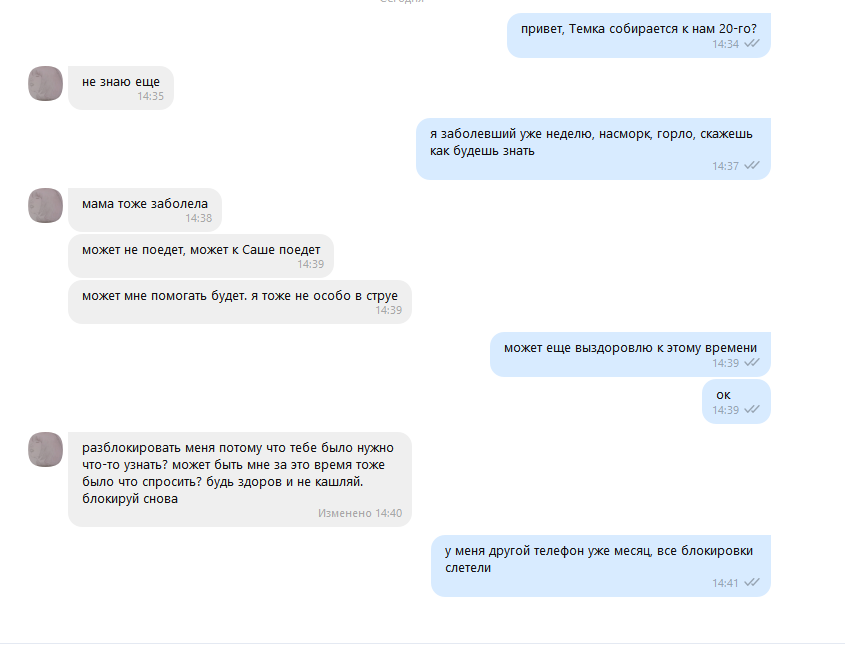 Сегодня
привет, Темка собирается к нам 20-го?
14:34
не знаю еще
14:35
я заболевший уже неделю, насморк, горло, скажешь
как будешь знать
14:37
мама тоже заболела
14:38
может не поедет, может к Саше поедет
14:39
может мне помогать будет. я тоже не особо в струе
14:39
может еще выздоровлю к этому времени
14:39
ок
14:39
разблокировать меня потому что тебе было нужно
что-то узнать? может быть мне за это время тоже
было что спросить? будь здоров и не кашляй.
блокируй снова
Изменено 14:40
у меня другой телефон уже месяц, все блокировки
слетели
14:41